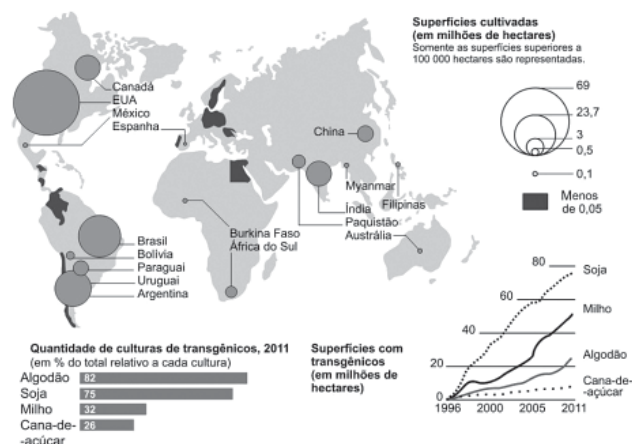 Superfícies cultivadas
(em milhões de hectares)
Somente as superfícies superiores a
100 000 hectares são representadas.
69
23,7
3
0,5
0,1
Menos
de 0,05
Canadá
EUA
México
Espanha
China
Myanmar
Filipinas
Índia
Paquistão
Austrália
Burkina Faso
África do Sul
Brasil
Bolívia
Paraguai
Uruguai
Argentina
Quantidade de culturas de transgênicos, 2011
(em % do total relativo a cada cultura)
Algodão 82
Soja 75
Milho 32
Cana-de-
-açúcar 26
Superfícies com
transgênicos
(em milhões de
hectares)
80
60
40
20
0
Soja
Milho
Algodão
Cana-de-
-açúcar
1996 2000 2005 2011